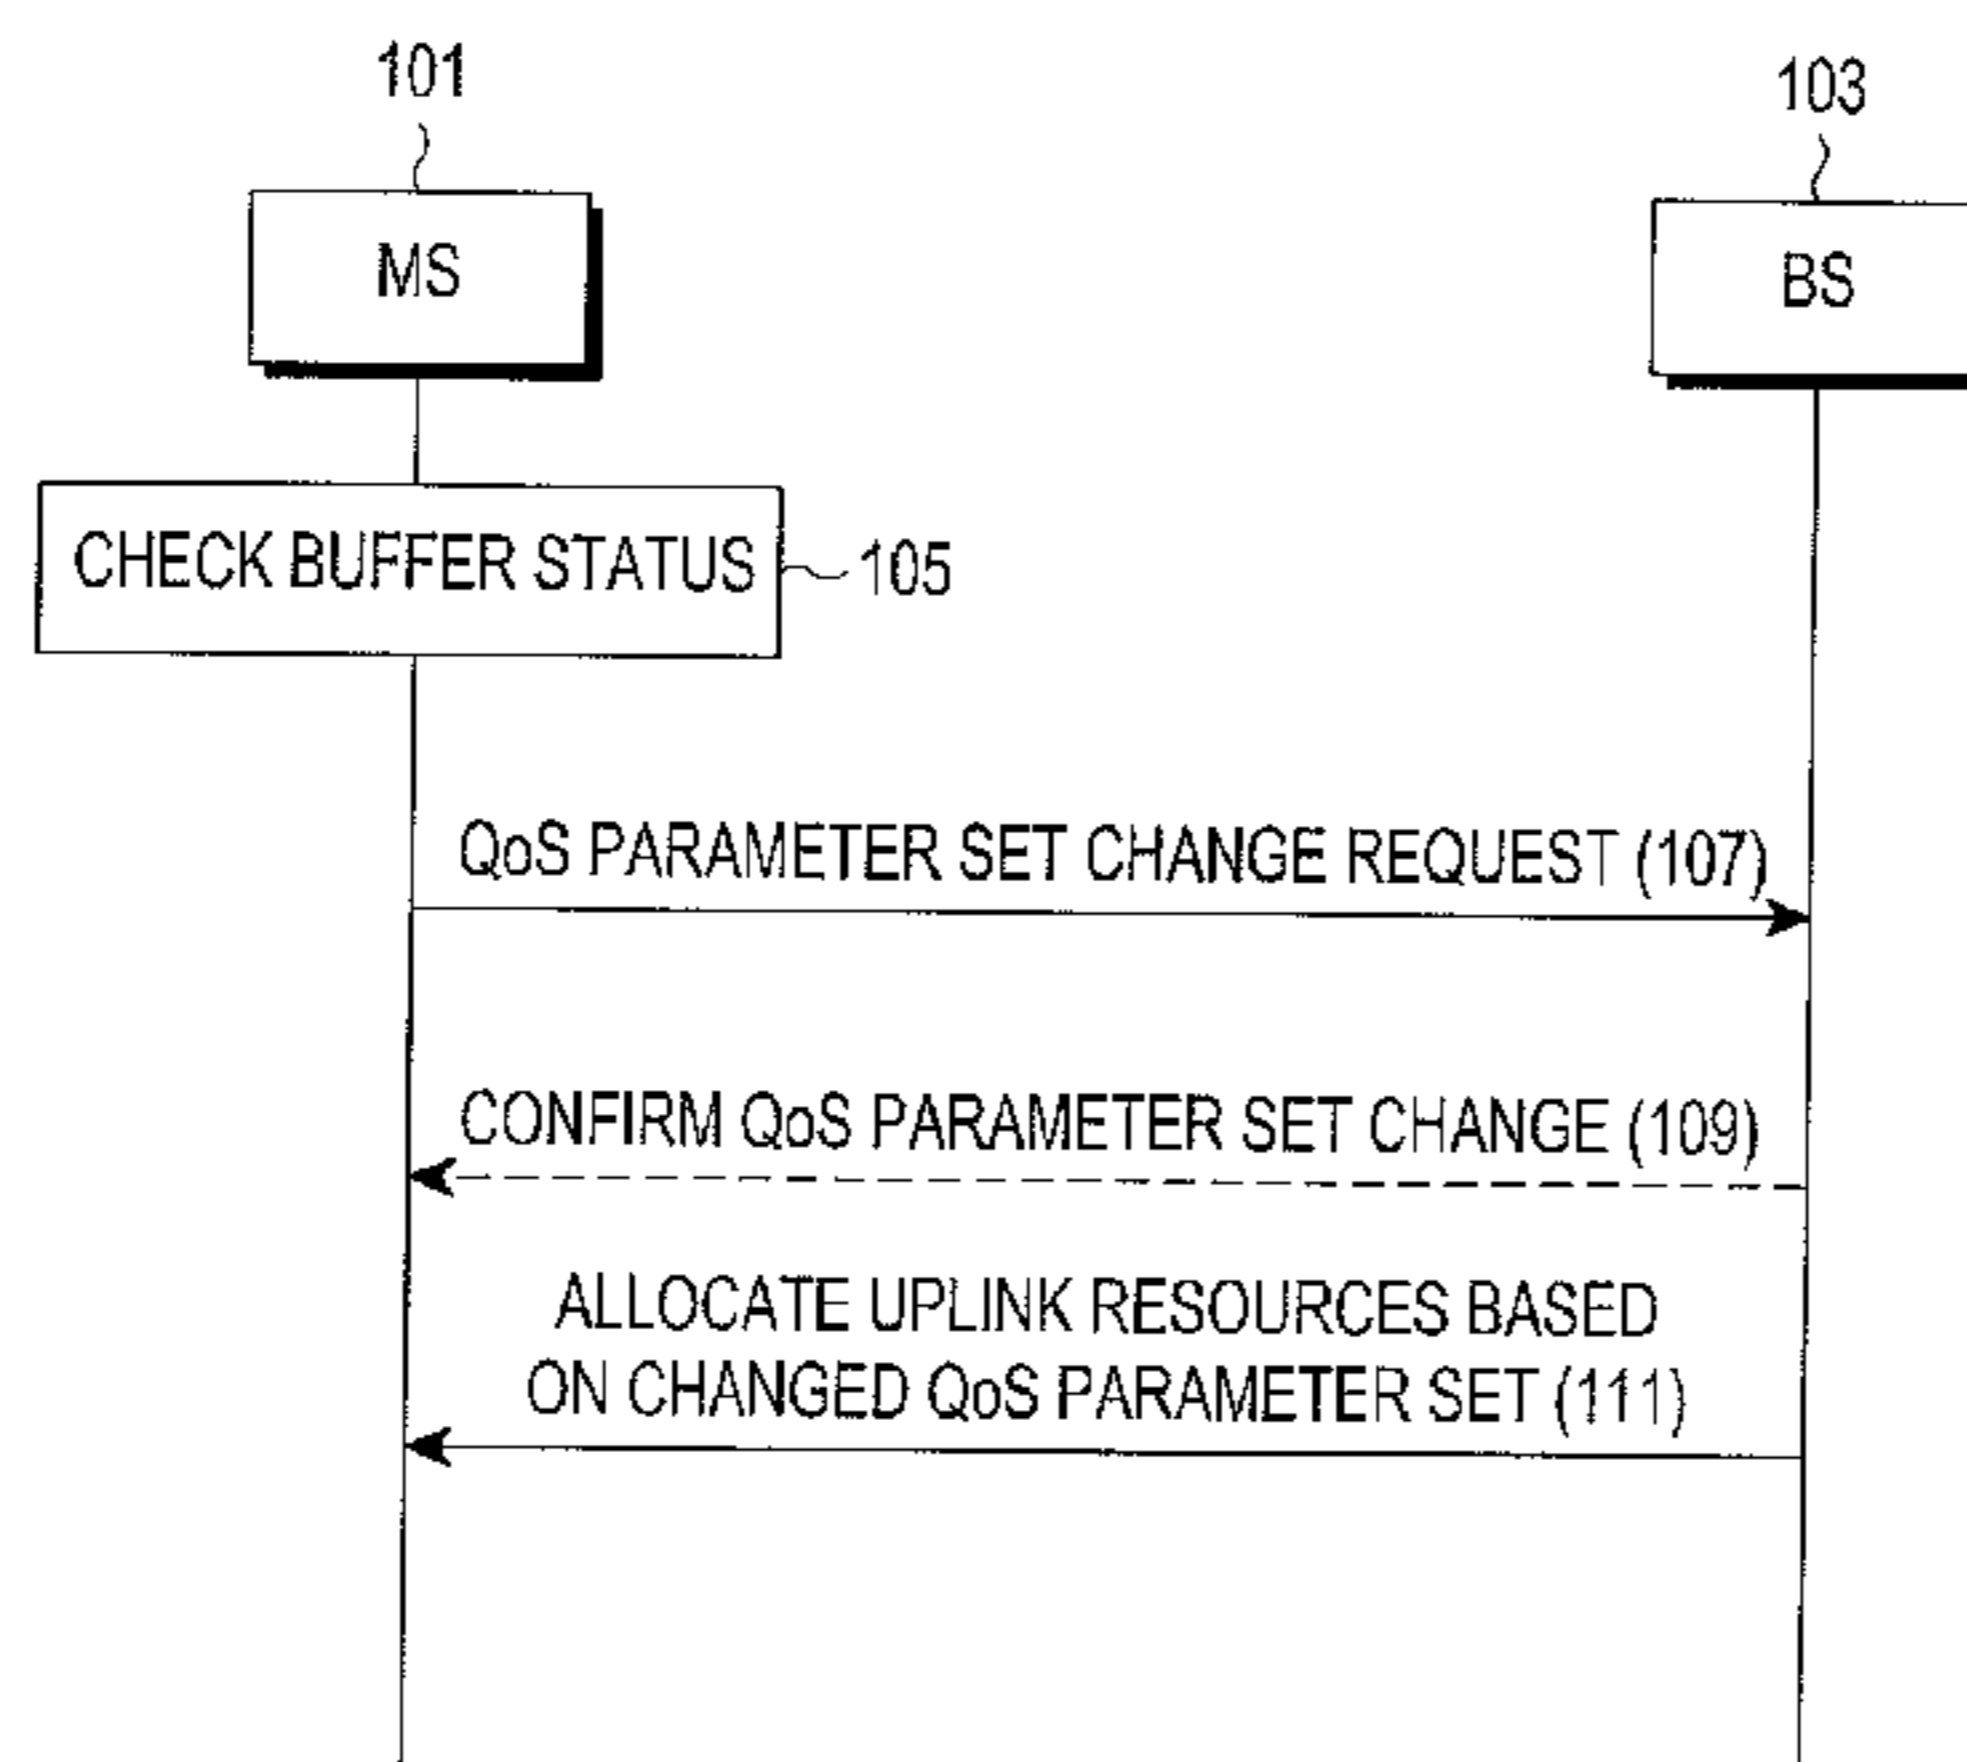 101
103
MS
BS
CHECK BUFFER STATUS
105
QoS PARAMETER SET CHANGE REQUEST (107)
CONFIRM QoS PARAMETER SET CHANGE (109)
ALLOCATE UPLINK RESOURCES BASED
ON CHANGED QoS PARAMETER SET (111)